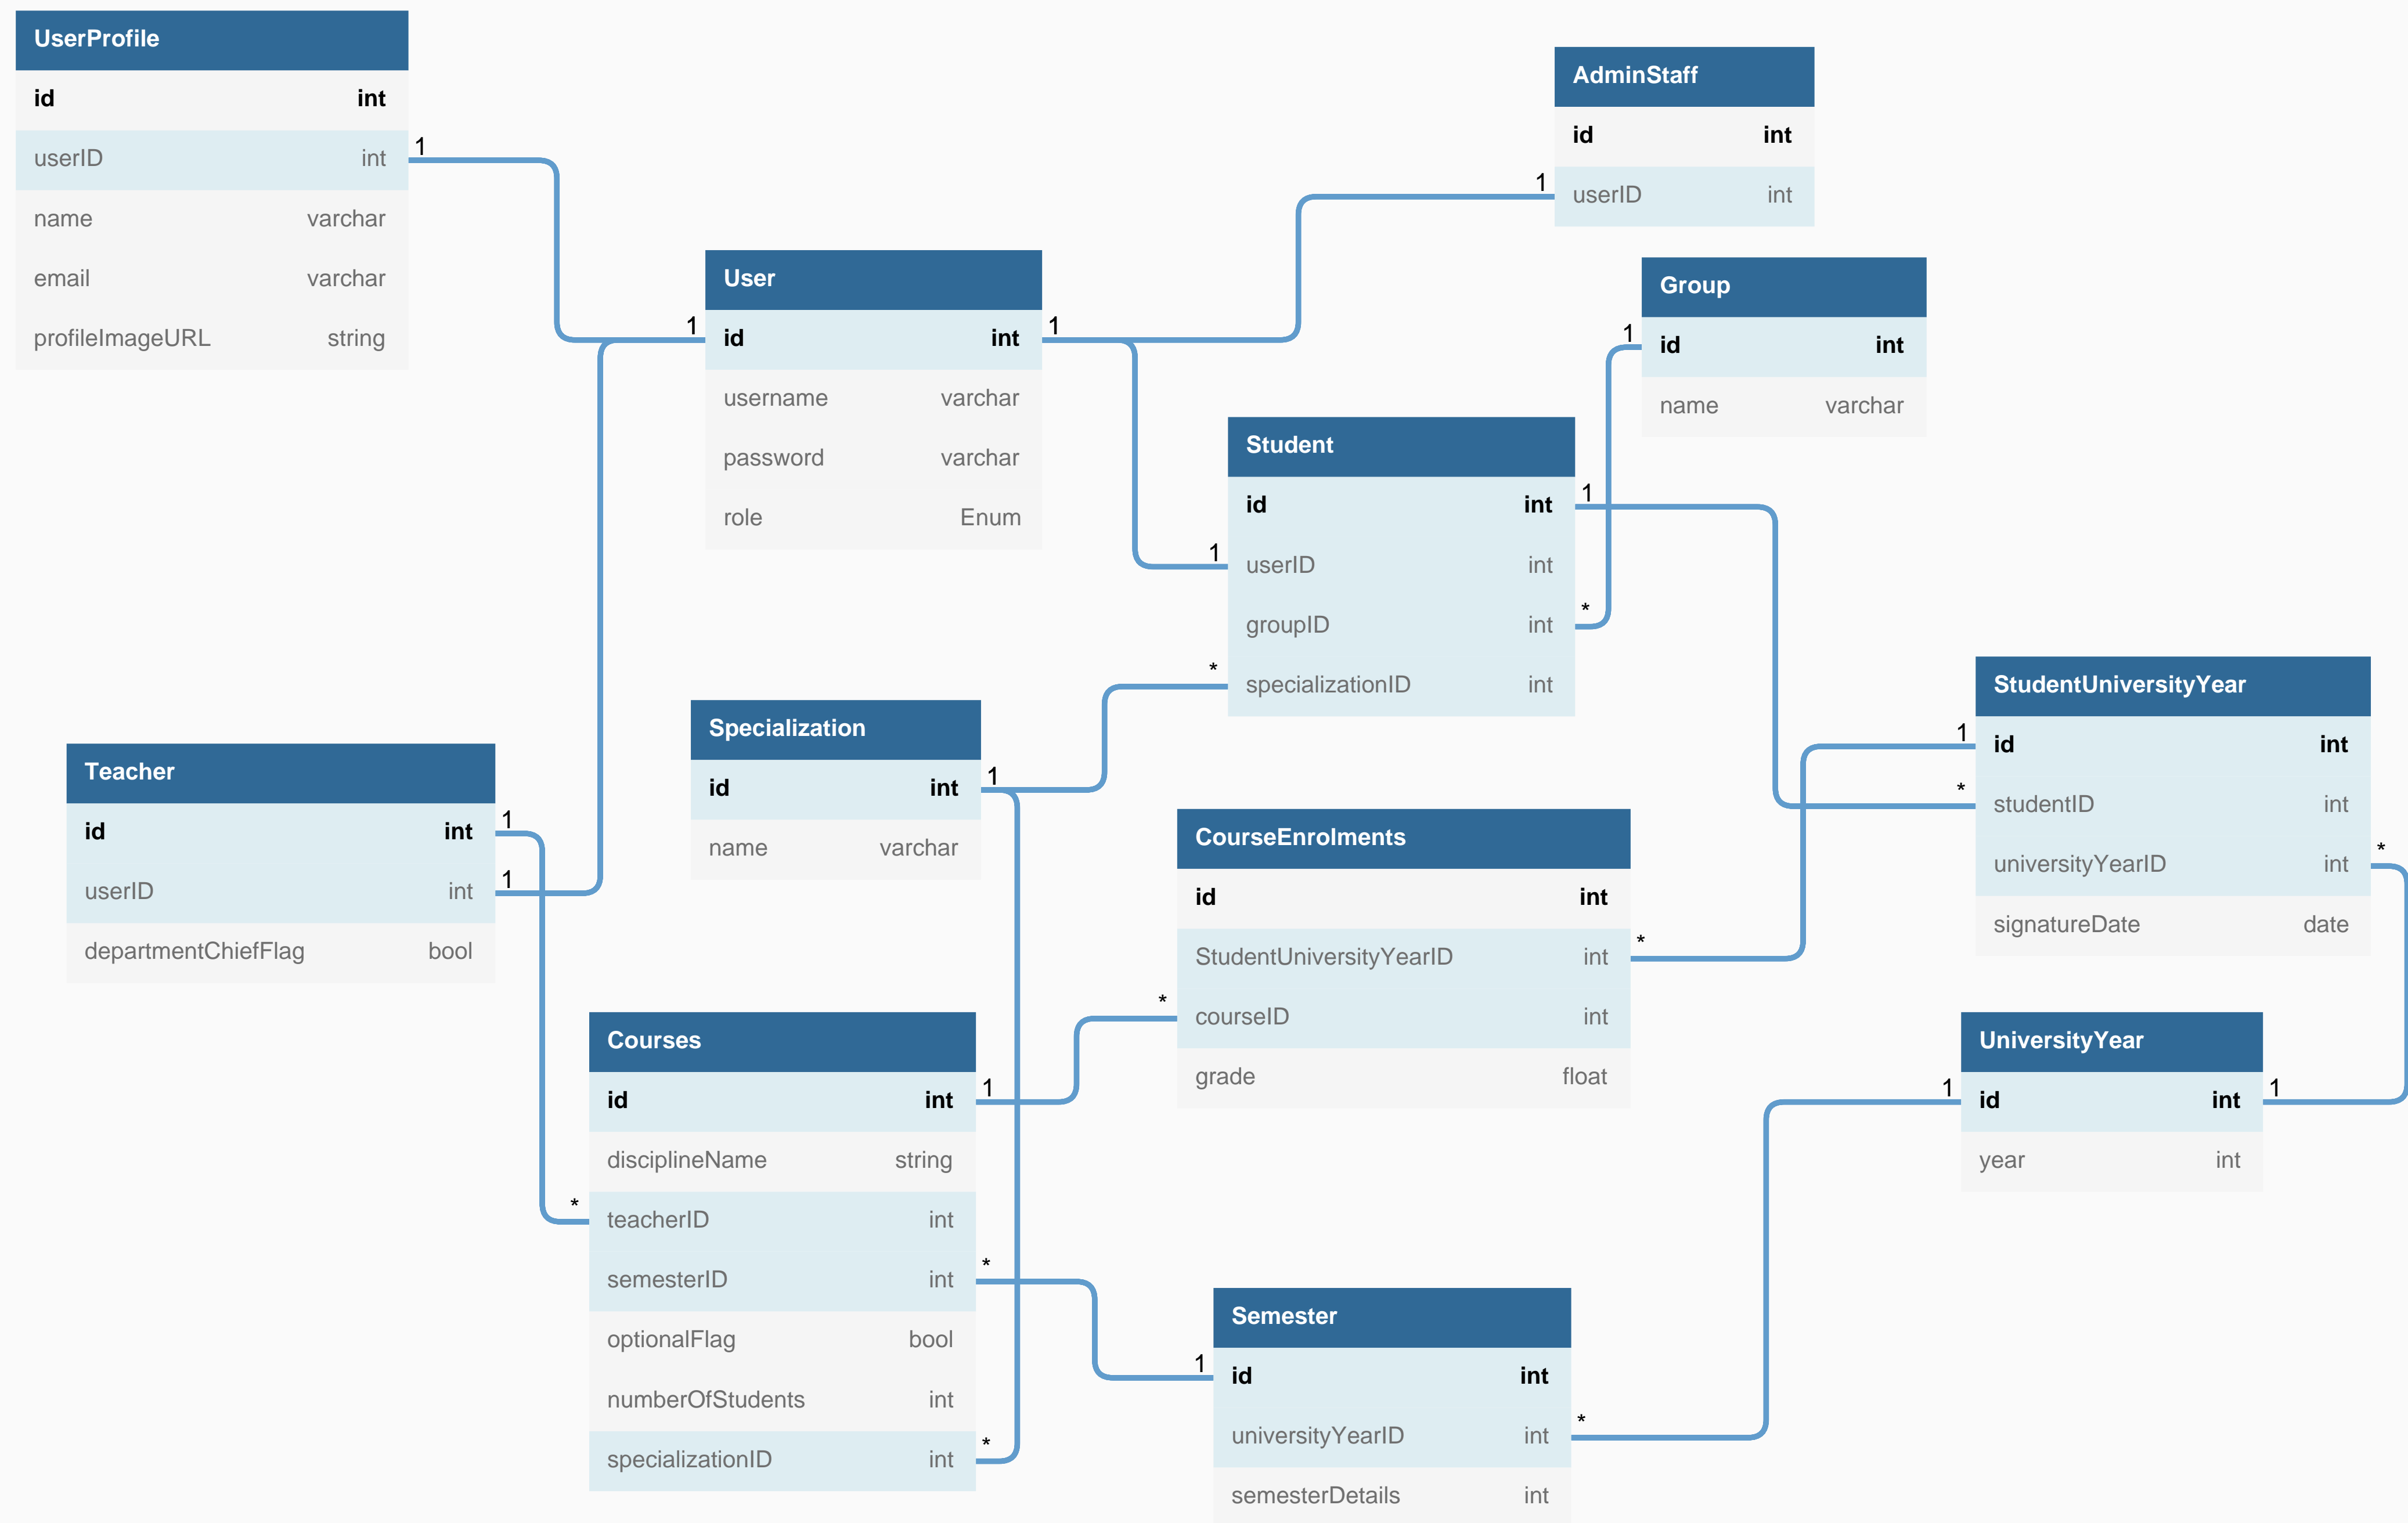 UserProfile
id int
userID int
name varchar
email varchar
profileImageURL string
1
AdminStaff
id int
userID int
1
User
id int
username varchar
password varchar
role Enum
1
1
Group
id int
name varchar
1
Student
id int
userID int
groupID int
specializationID int
1
1
*
*
StudentUniversityYear
id int
studentID int
universityYearID int
signatureDate date
1
*
*
Specialization
id int
name varchar
1
Teacher
id int
userID int
departmentChiefFlag bool
1
1
CourseEnrolments
id int
StudentUniversityYearID int
courseID int
grade float
*
*
Courses
id int
disciplineName string
teacherID int
semesterID int
optionalFlag bool
numberOfStudents int
specializationID int
1
*
*
*
UniversityYear
id int
year int
1
1
Semester
id int
universityYearID int
semesterDetails int
1
*